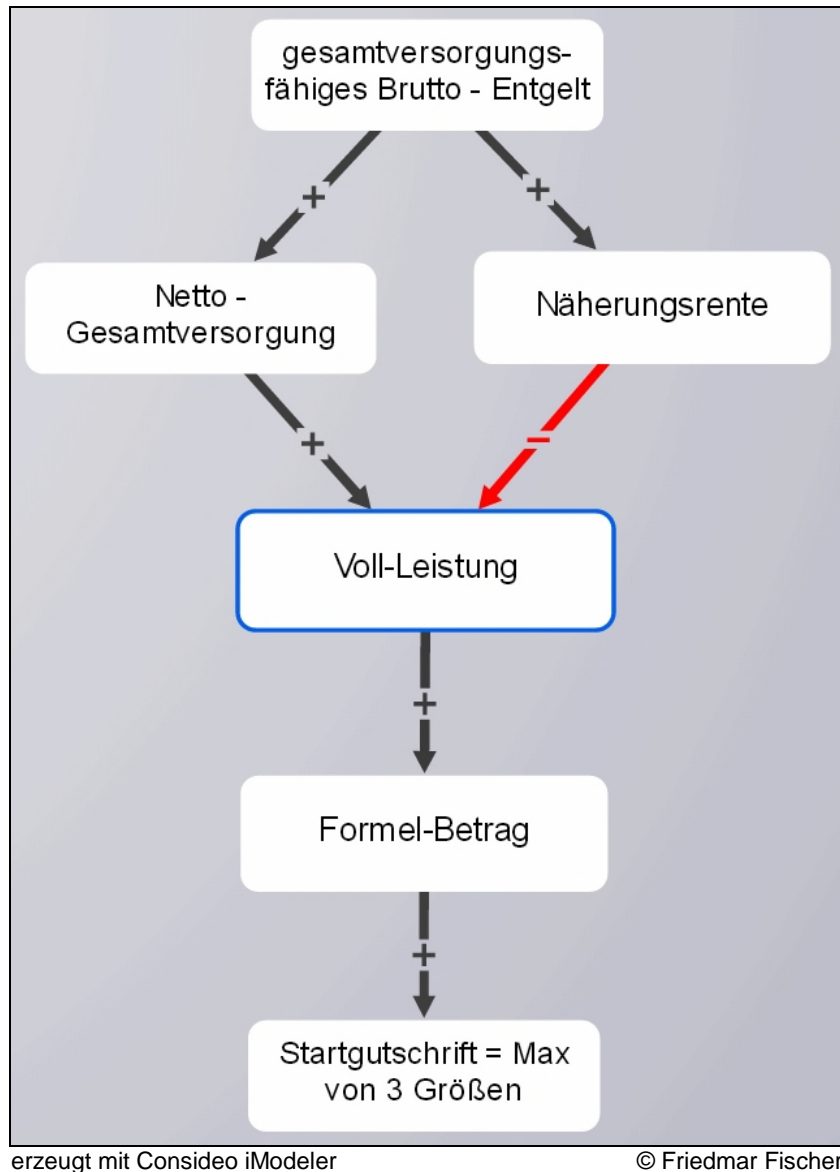 gesamtversorgungs-
fähiges Brutto - Entgelt
+
+
Netto -
Gesamtversorgung
Näherungsrente
+
−
Voll-Leistung
+
Formel-Betrag
+
Startgutschrift = Max
von 3 Größen
erzeugt mit Consideo iModeler
© Friedmar Fischer